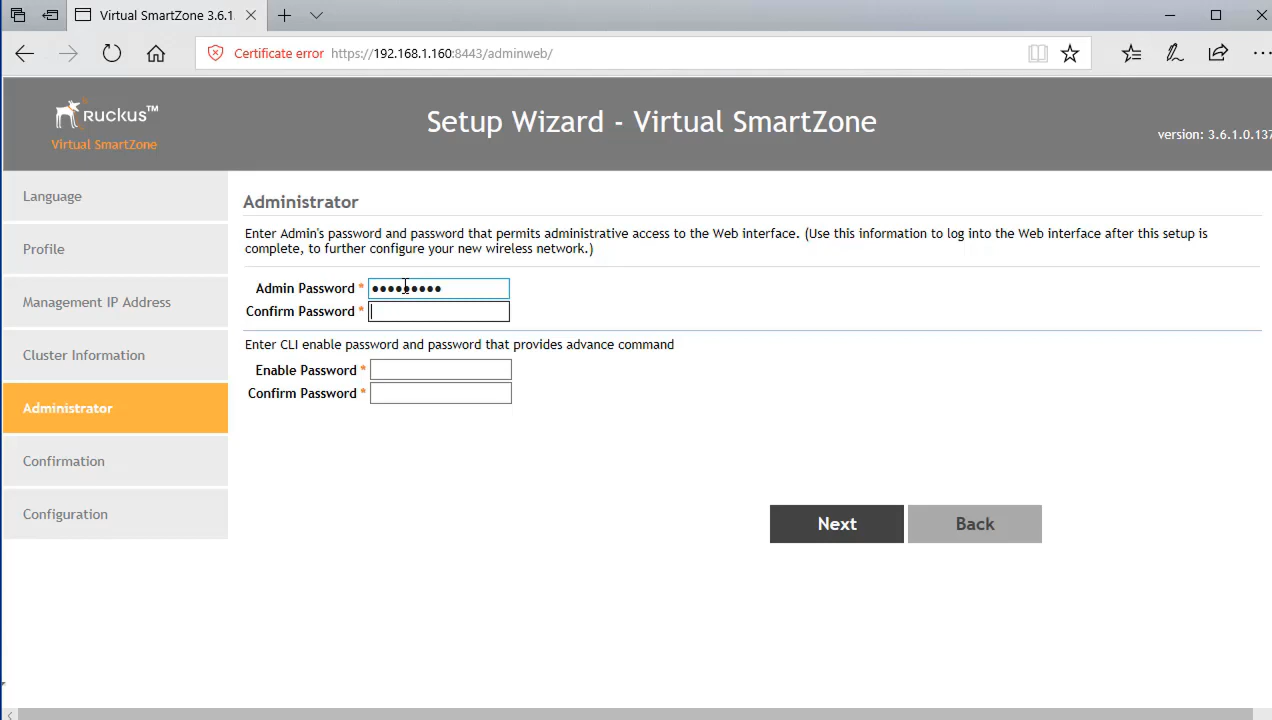 Virtual SmartZone 3.6.1.
Certificate error https://192.168.1.160:8443/adminweb/
Ruckus™
Virtual SmartZone
Setup Wizard - Virtual SmartZone
version: 3.6.1.0.137
Language
Profile
Management IP Address
Cluster Information
Administrator
Confirmation
Configuration
Administrator
Enter Admin's password and password that permits administrative access to the Web interface. (Use this information to log into the Web interface after this setup is
complete, to further configure your new wireless network.)
Admin Password * •••••••••
Confirm Password *
Enter CLI enable password and password that provides advance command
Enable Password *
Confirm Password *
Next Back